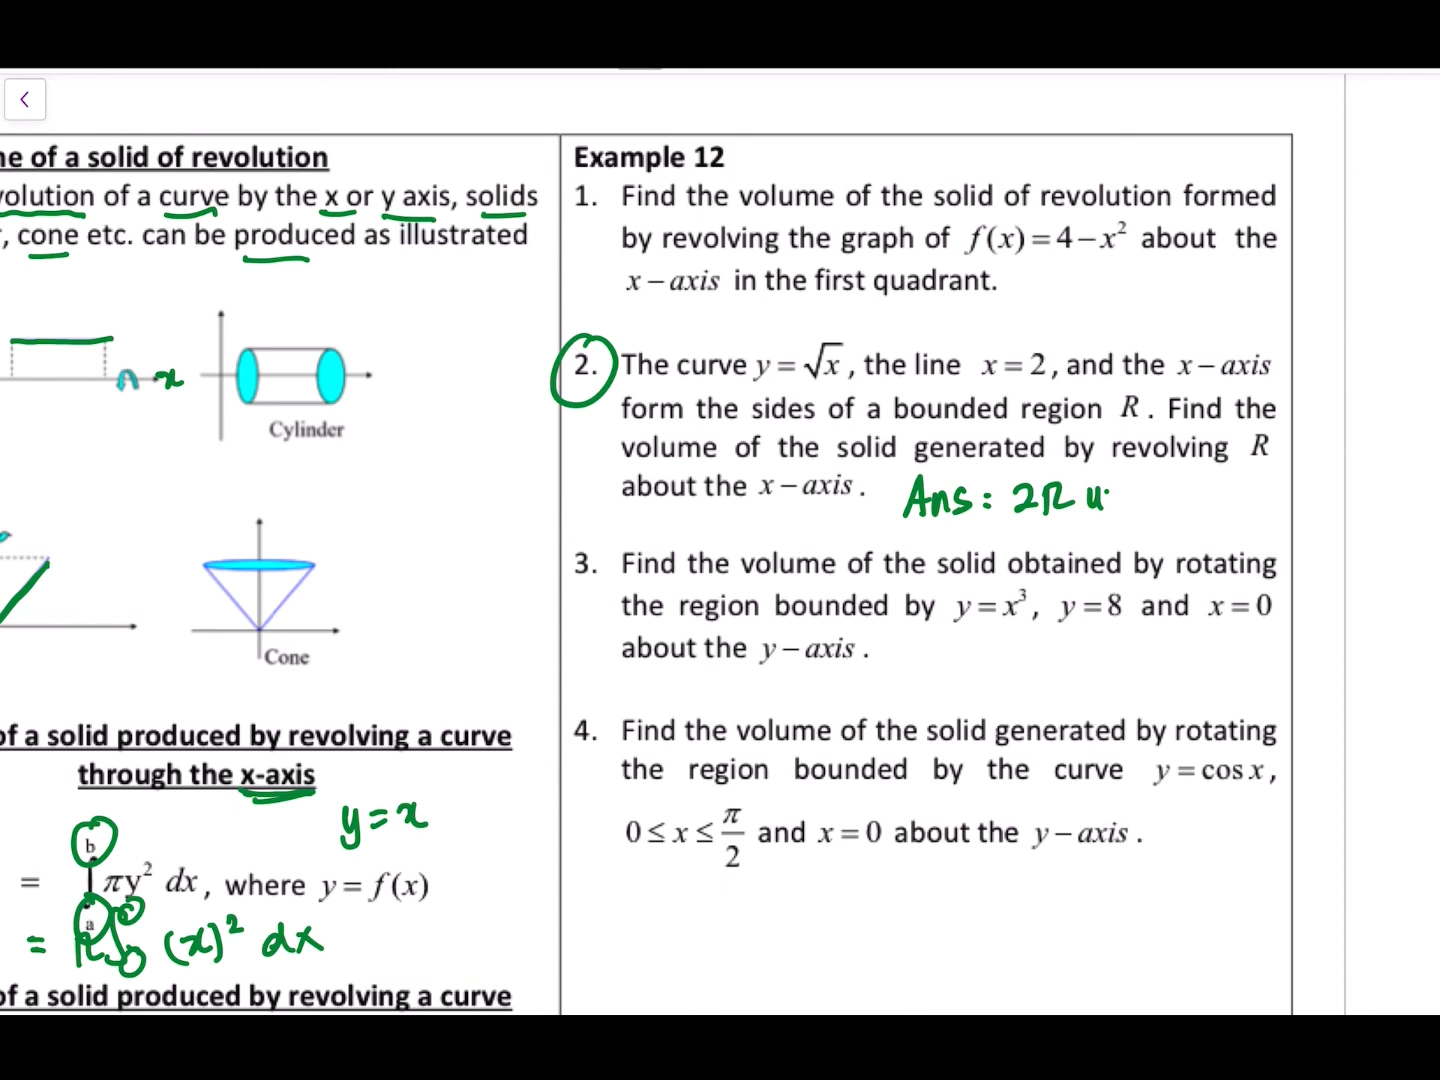 ne of a solid of revolution
volution of a curve by the x or y axis, solids
, cone etc. can be produced as illustrated
x
Cylinder
Cone
of a solid produced by revolving a curve
through the x-axis
y = x
= ∫ₐᵇ πy² dx, where y = f(x)
= π∫₀ (x)² dx
of a solid produced by revolving a curve
Example 12
1. Find the volume of the solid of revolution formed
by revolving the graph of f(x) = 4 − x² about the
x − axis in the first quadrant.
2. The curve y = √x, the line x = 2, and the x − axis
form the sides of a bounded region R. Find the
volume of the solid generated by revolving R
about the x − axis. Ans: 2π u
3. Find the volume of the solid obtained by rotating
the region bounded by y = x³, y = 8 and x = 0
about the y − axis.
4. Find the volume of the solid generated by rotating
the region bounded by the curve y = cos x,
0 ≤ x ≤ π/2 and x = 0 about the y − axis.